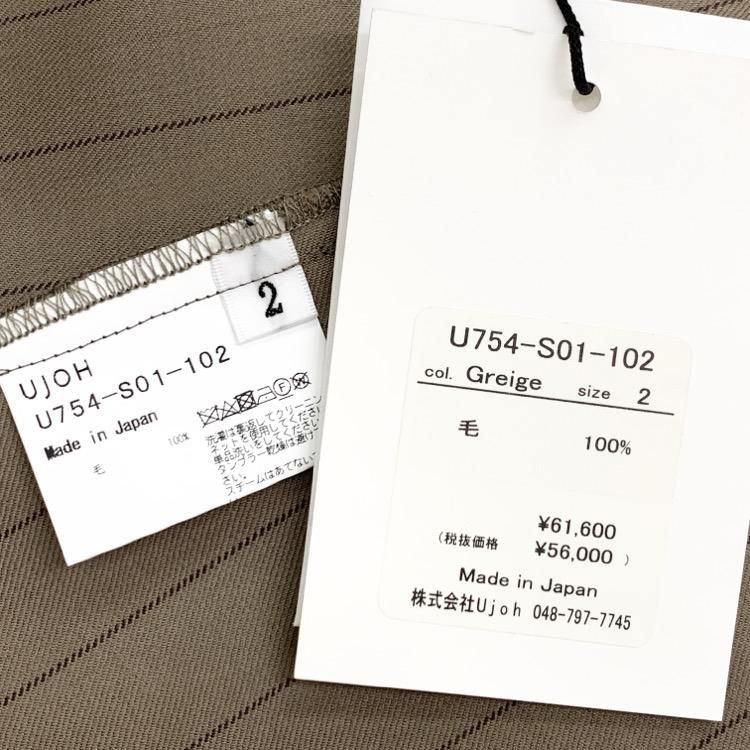 2
UJOH
U754-S01-102
Made in Japan
毛 100%
F
洗濯は裏返してクリーニン
ネットを使用してください
単品洗いをしてください
タンブラー乾燥は避け
さい。
スチームはあてない
U754-S01-102
col. Greige size 2
毛 100%
¥61,600
(税抜価格 ¥56,000 )
Made in Japan
株式会社Ujoh 048-797-7745